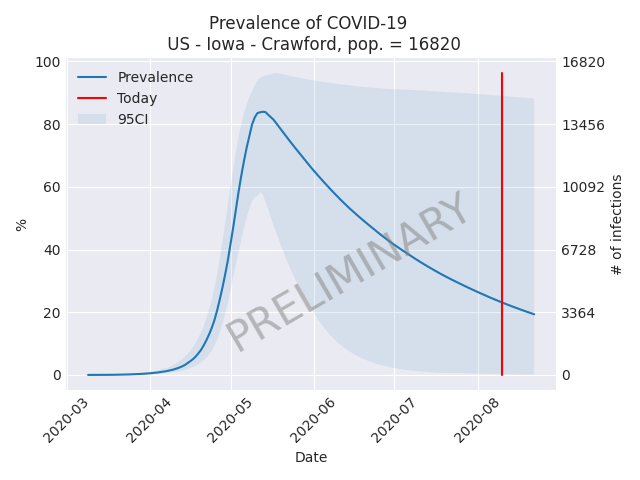 Prevalence of COVID-19
US - Iowa - Crawford, pop. = 16820
Prevalence
Today
95CI
100
80
60
40
20
0
%
16820
13456
10092
6728
3364
0
# of infections
PRELIMINARY
2020-03
2020-04
2020-05
2020-06
2020-07
2020-08
Date